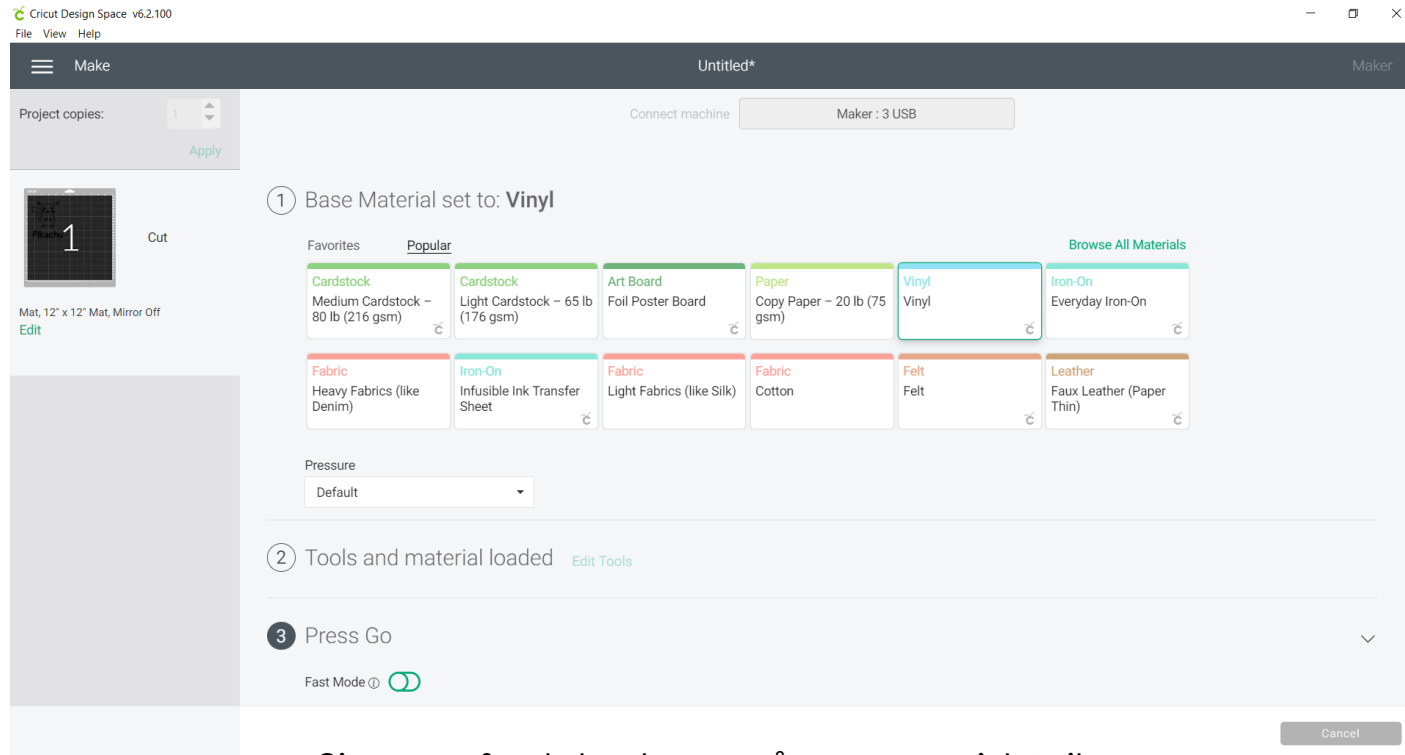 Cricut Design Space v6.2.100
File View Help
Make Untitled* Maker
Project copies: 1
Apply
Connect machine Maker : 3 USB
1 Base Material set to: Vinyl
1 Cut
Pikachu
Favorites Popular Browse All Materials
Mat, 12" x 12" Mat, Mirror Off
Edit
Cardstock
Medium Cardstock –
80 lb (216 gsm)
Cardstock
Light Cardstock – 65 lb
(176 gsm)
Art Board
Foil Poster Board
Paper
Copy Paper – 20 lb (75
gsm)
Vinyl
Vinyl
Iron-On
Everyday Iron-On
Fabric
Heavy Fabrics (like
Denim)
Iron-On
Infusible Ink Transfer
Sheet
Fabric
Light Fabrics (like Silk)
Fabric
Cotton
Felt
Felt
Leather
Faux Leather (Paper
Thin)
Pressure
Default
2 Tools and material loaded Edit Tools
3 Press Go
Fast Mode
Cancel